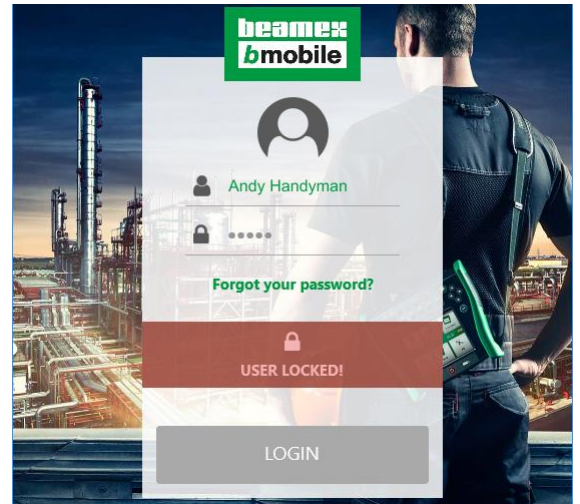 beamex
bmobile
Andy Handyman
•••••
Forgot your password?
USER LOCKED!
LOGIN